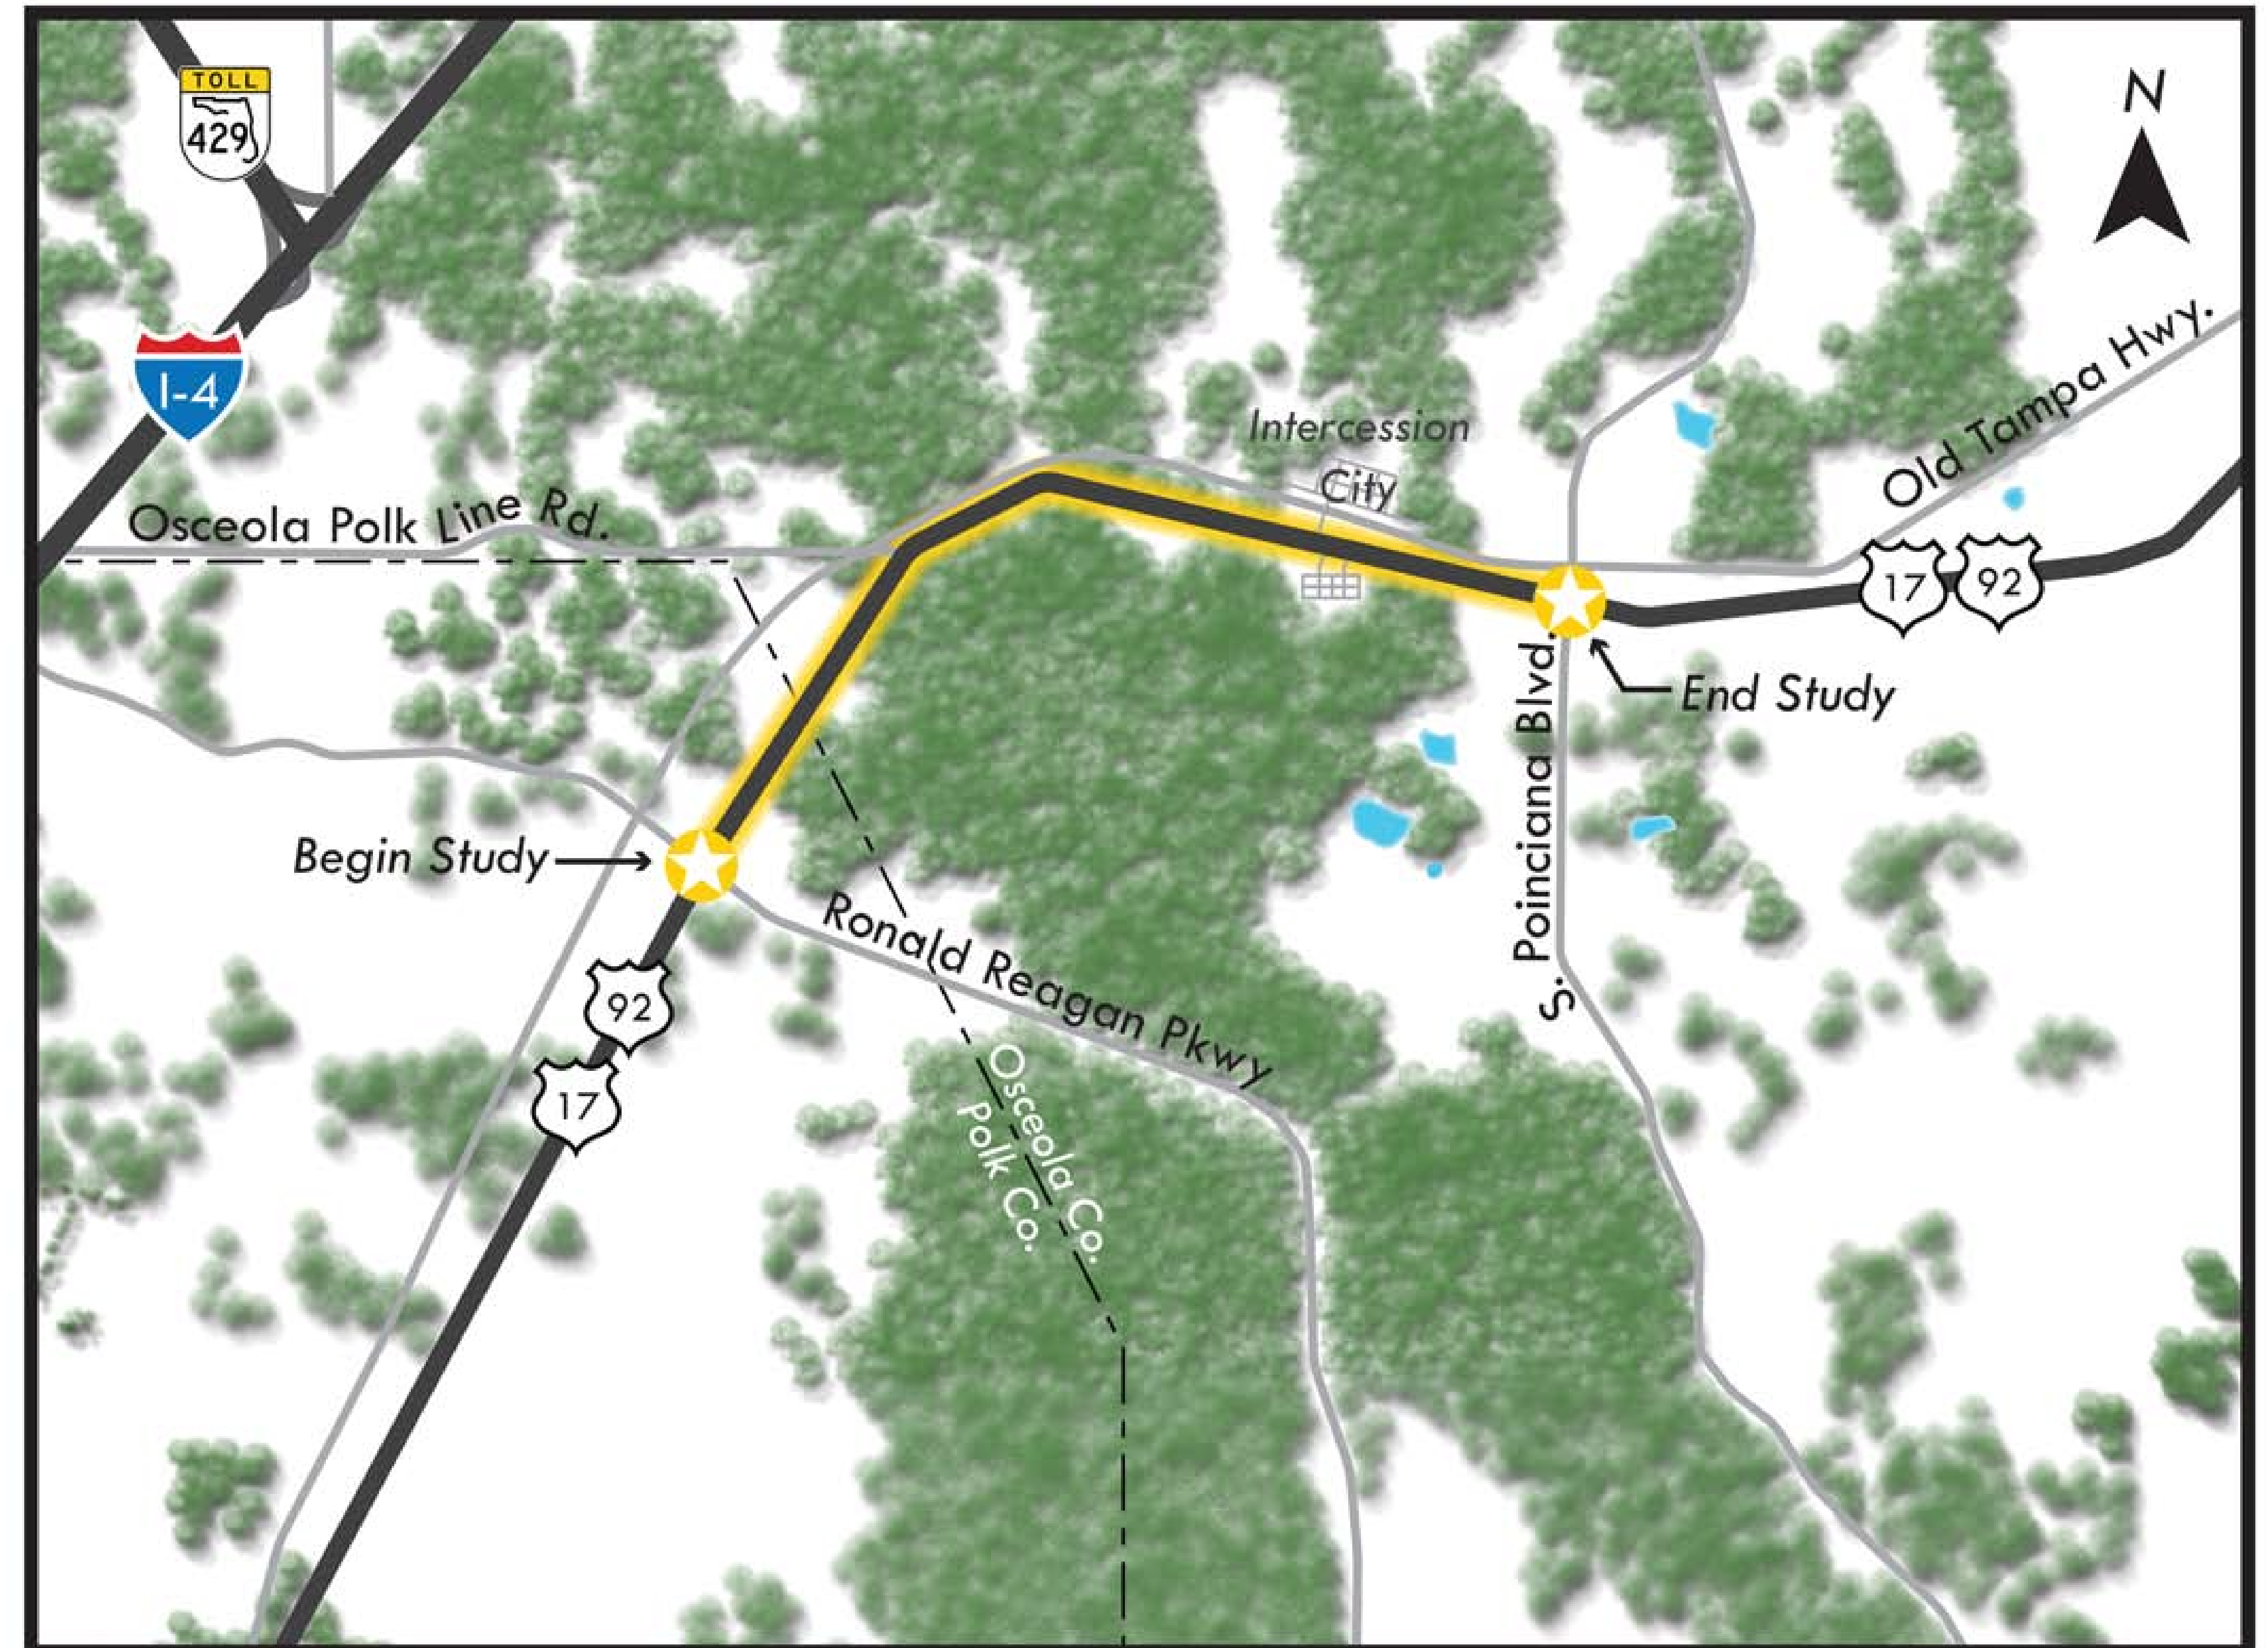 TOLL
429
N
I-4
Old Tampa Hwy.
Intercession
City
Osceola Polk Line Rd.
17
92
End Study
S. Poinciana Blvd.
Begin Study
Ronald Reagan Pkwy
92
17
Osceola Co.
Polk Co.